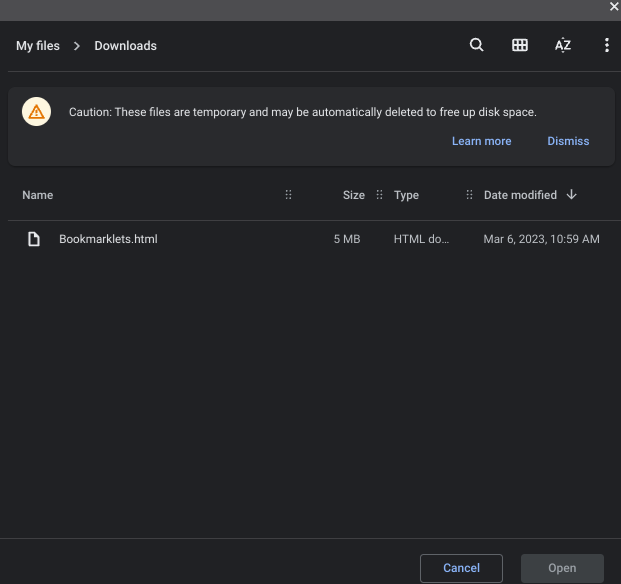 My files > Downloads
AZ
Caution: These files are temporary and may be automatically deleted to free up disk space.
Learn more Dismiss
Name Size Type Date modified
Bookmarklets.html 5 MB HTML do... Mar 6, 2023, 10:59 AM
Cancel Open